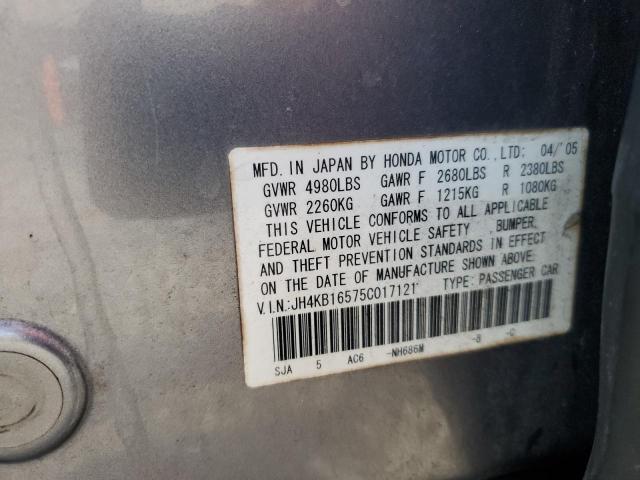 MFD. IN JAPAN BY HONDA MOTOR CO., LTD: 04/'05
GVWR 4980LBS GAWR F 2680LBS R 2380LBS
GVWR 2260KG GAWR F 1215KG R 1080KG
THIS VEHICLE CONFORMS TO ALL APPLICABLE
FEDERAL MOTOR VEHICLE SAFETY, BUMPER,
AND THEFT PREVENTION STANDARDS IN EFFECT
ON THE DATE OF MANUFACTURE SHOWN ABOVE.
V.I.N.:JH4KB16575C017121 TYPE: PASSENGER CAR
SJA 5 AC6 -NH686M -B -C